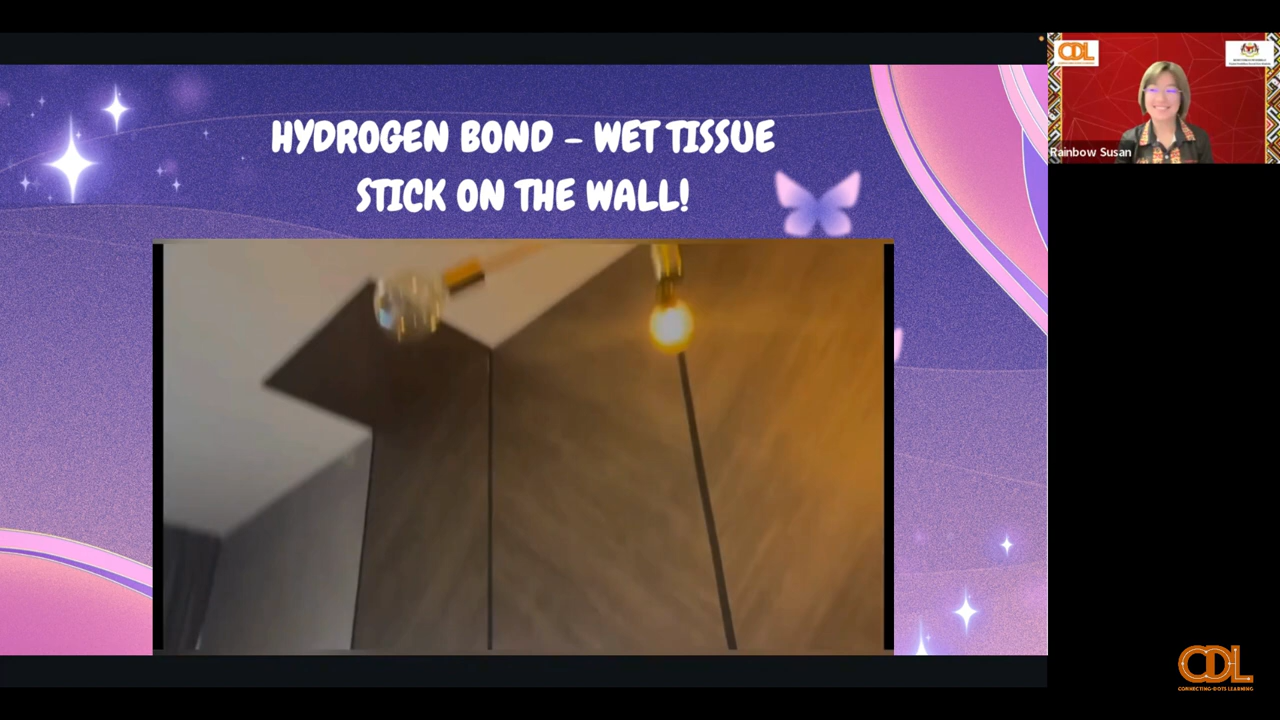 HYDROGEN BOND – WET TISSUE
STICK ON THE WALL!
CDL
Rainbow Susan
CDL
CONNECTING-DOTS LEARNING